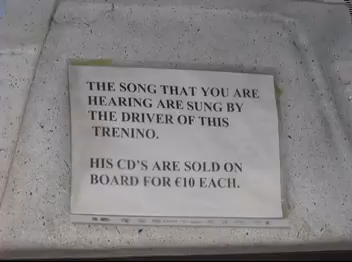 THE SONG THAT YOU ARE
HEARING ARE SUNG BY
THE DRIVER OF THIS
TRENINO.
HIS CD'S ARE SOLD ON
BOARD FOR €10 EACH.